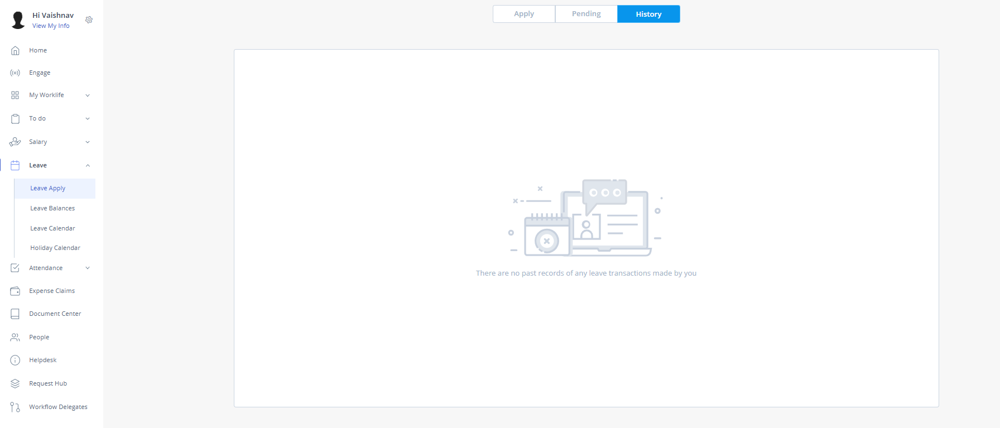 Hi Vaishnav
View My Info
Home
Engage
My Worklife
To do
Salary
Leave
Leave Apply
Leave Balances
Leave Calendar
Holiday Calendar
Attendance
Expense Claims
Document Center
People
Helpdesk
Request Hub
Workflow Delegates
Apply
Pending
History
There are no past records of any leave transactions made by you